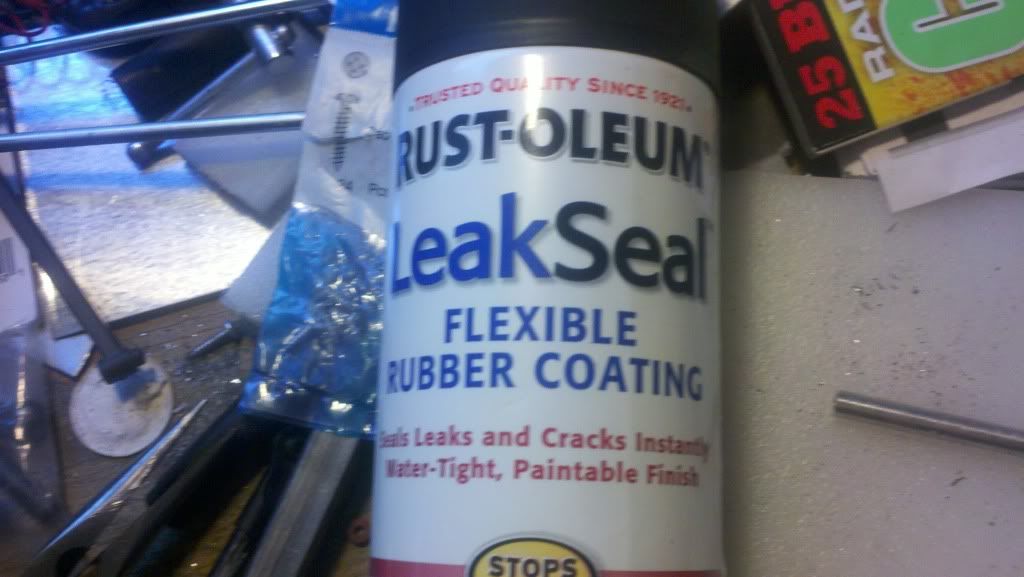 TRUSTED QUALITY SINCE 1921
RUST-OLEUM
LeakSeal
FLEXIBLE
RUBBER COATING
Seals Leaks and Cracks Instantly
Water-Tight, Paintable Finish
STOPS
25 B